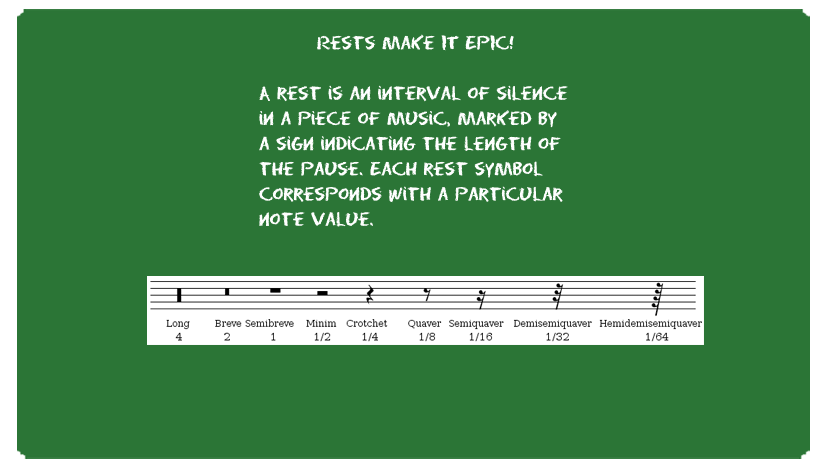 RESTS MAKE IT EPIC!
A REST IS AN INTERVAL OF SILENCE
IN A PIECE OF MUSIC, MARKED BY
A SIGN INDICATING THE LENGTH OF
THE PAUSE. EACH REST SYMBOL
CORRESPONDS WITH A PARTICULAR
NOTE VALUE.
Long Breve Semibreve Minim Crotchet Quaver Semiquaver Demisemiquaver Hemidemisemiquaver
4 2 1 1/2 1/4 1/8 1/16 1/32 1/64